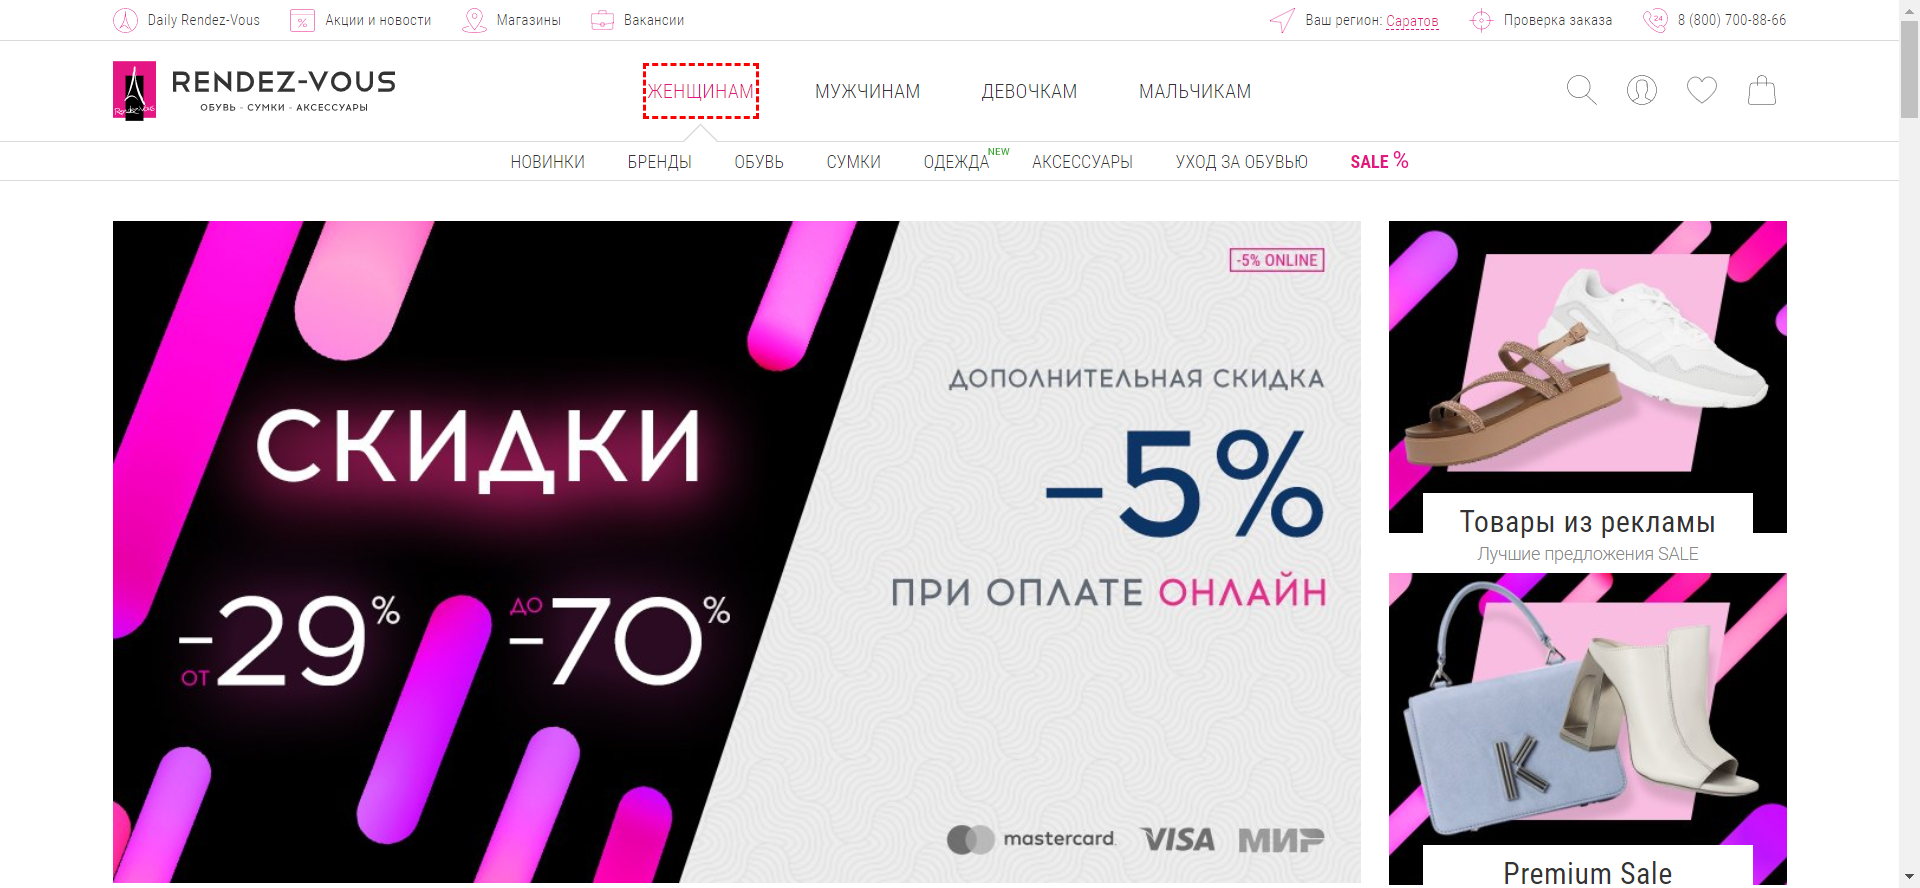 Daily Rendez-Vous
Акции и новости
Магазины
Вакансии
Ваш регион: Саратов
Проверка заказа
24
8 (800) 700-88-66
Rendez-Vous
RENDEZ-VOUS
ОБУВЬ - СУМКИ - АКСЕССУАРЫ
ЖЕНЩИНАМ
МУЖЧИНАМ
ДЕВОЧКАМ
МАЛЬЧИКАМ
НОВИНКИ
БРЕНДЫ
ОБУВЬ
СУМКИ
ОДЕЖДА NEW
АКСЕССУАРЫ
УХОД ЗА ОБУВЬЮ
SALE %
СКИДКИ
ОТ -29%
ДО -70%
-5% ONLINE
ДОПОЛНИТЕЛЬНАЯ СКИДКА
-5%
ПРИ ОПЛАТЕ ОНЛАЙН
mastercard.
VISA
МИР
Товары из рекламы
Лучшие предложения SALE
K
Premium Sale